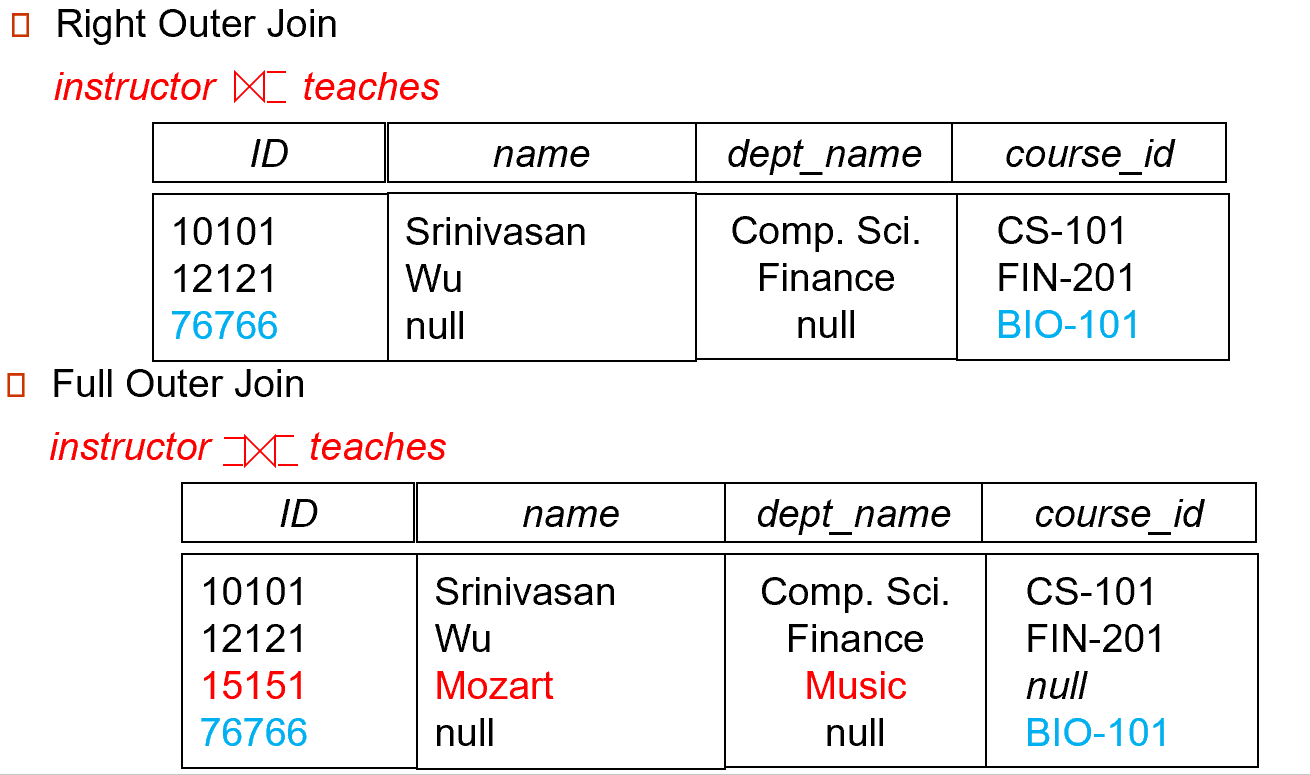 Right Outer Join
instructor ⟖ teaches
ID name dept_name course_id
10101 Srinivasan Comp. Sci. CS-101
12121 Wu Finance FIN-201
76766 null null BIO-101
Full Outer Join
instructor ⟗ teaches
ID name dept_name course_id
10101 Srinivasan Comp. Sci. CS-101
12121 Wu Finance FIN-201
15151 Mozart Music null
76766 null null BIO-101